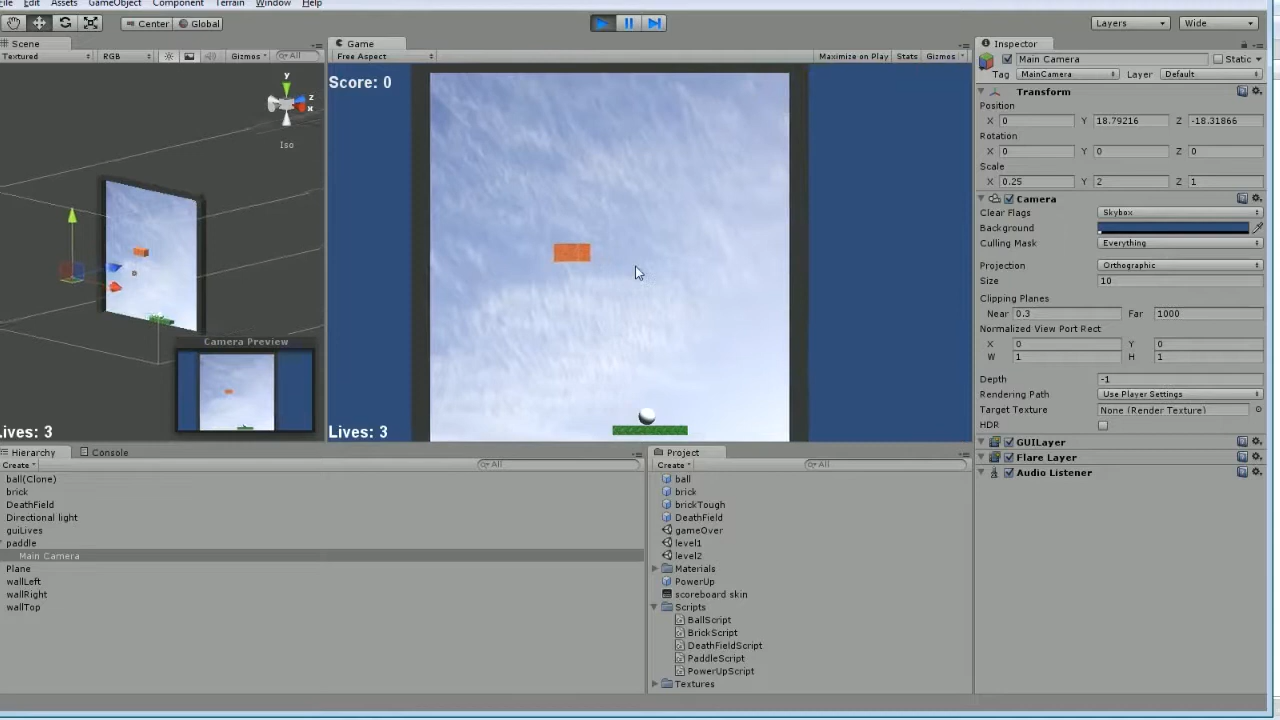 File Edit Assets GameObject Component Terrain Window Help
Center Global Layers Wide
Scene Game Inspector
Textured RGB Gizmos All Free Aspect Maximize on Play Stats Gizmos
Main Camera Static
Tag MainCamera Layer Default
Score: 0
y
z
x
Iso
Transform
Position
X 0 Y 18.79216 Z -18.31866
Rotation
X 0 Y 0 Z 0
Scale
X 0.25 Y 2 Z 1
Camera
Clear Flags Skybox
Background
Culling Mask Everything
Projection Orthographic
Size 10
Clipping Planes
Near 0.3 Far 1000
Normalized View Port Rect
X 0 Y 0
W 1 H 1
Depth -1
Rendering Path Use Player Settings
Target Texture None (Render Texture)
HDR
GUILayer
Flare Layer
Audio Listener
Camera Preview
Lives: 3 Lives: 3
Hierarchy Console
Create All
ball(Clone)
brick
DeathField
Directional light
guiLives
paddle
Main Camera
Plane
wallLeft
wallRight
wallTop
Project
Create All
ball
brick
brickTough
DeathField
gameOver
level1
level2
Materials
PowerUp
scoreboard skin
Scripts
BallScript
BrickScript
DeathFieldScript
PaddleScript
PowerUpScript
Textures